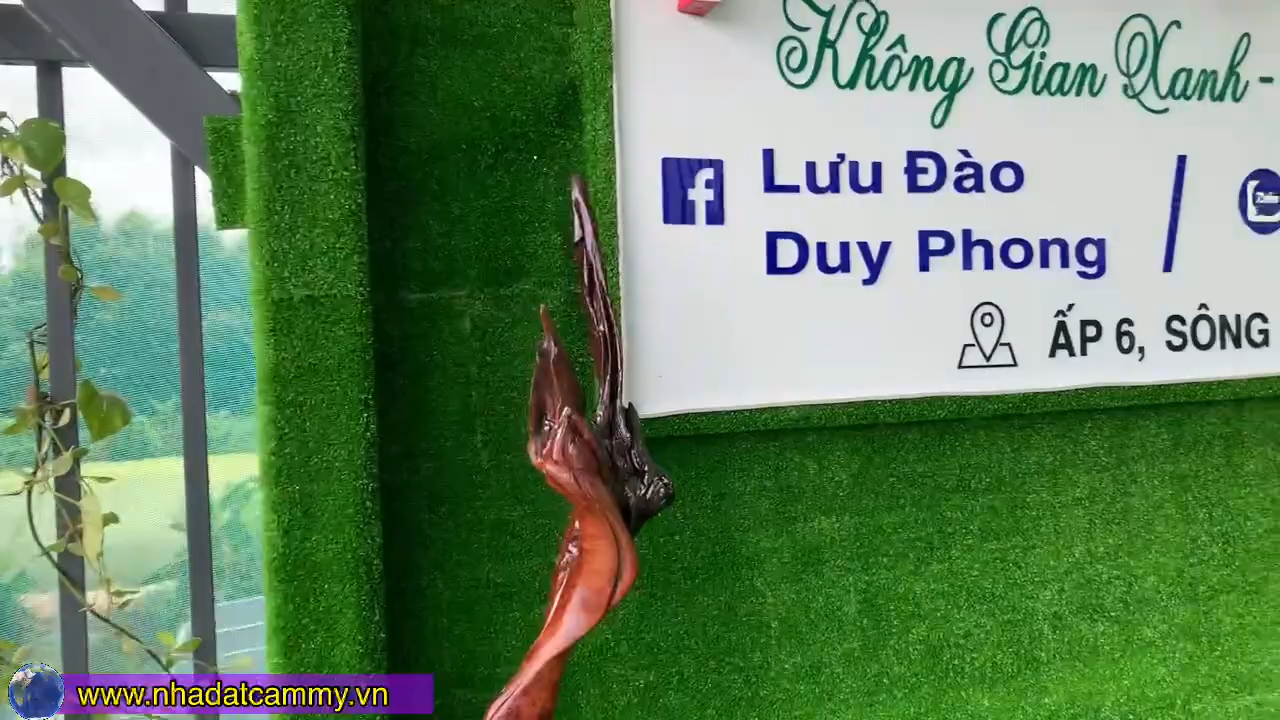 Không Gian Xanh -
Lưu Đào
Duy Phong
ẤP 6, SÔNG
www.nhadatcammy.vn